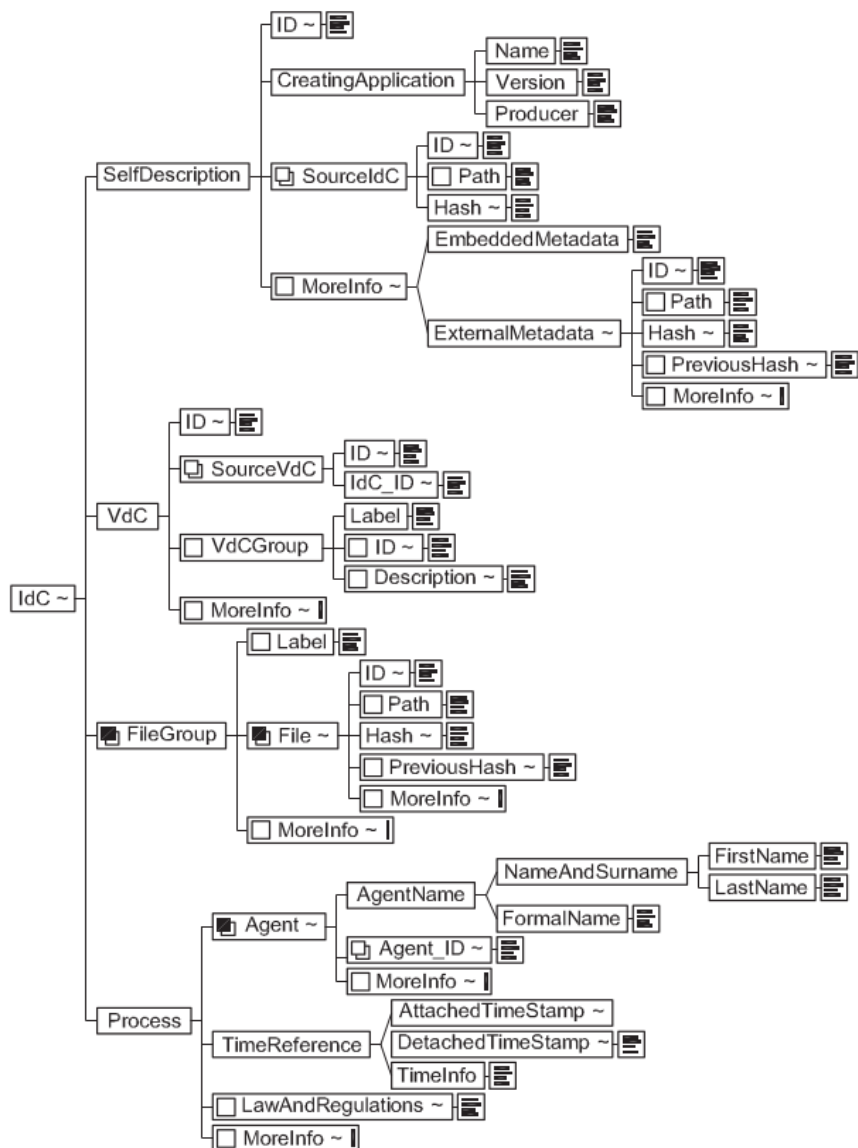 ID ~
CreatingApplication
Name
Version
Producer
SelfDescription
SourceIdC
ID ~
Path
Hash ~
MoreInfo ~
EmbeddedMetadata
ExternalMetadata ~
ID ~
Path
Hash ~
PreviousHash ~
MoreInfo ~
IdC ~
VdC
ID ~
SourceVdC
ID ~
IdC_ID ~
VdCGroup
Label
ID ~
Description ~
MoreInfo ~
FileGroup
Label
File ~
ID ~
Path
Hash ~
PreviousHash ~
MoreInfo ~
MoreInfo ~
Process
Agent ~
AgentName
NameAndSurname
FirstName
LastName
FormalName
Agent_ID ~
MoreInfo ~
TimeReference
AttachedTimeStamp ~
DetachedTimeStamp ~
TimeInfo
LawAndRegulations ~
MoreInfo ~